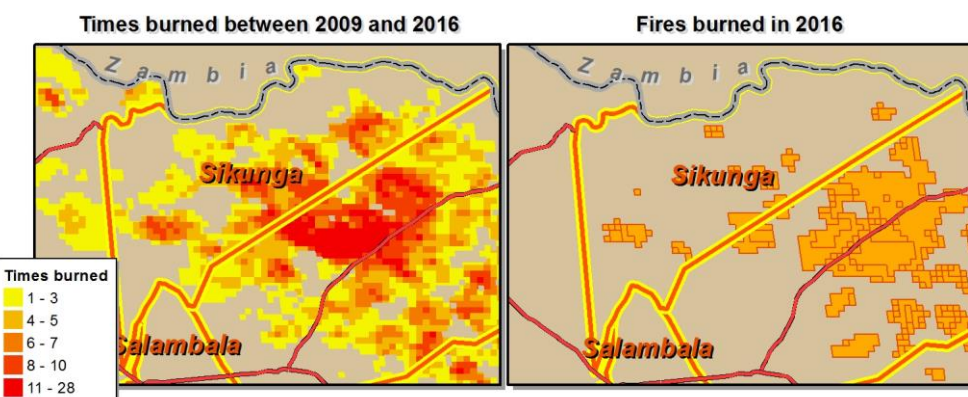 Times burned between 2009 and 2016
Fires burned in 2016
Zambia
Zambia
Sikunga
Sikunga
Times burned
1 - 3
4 - 5
6 - 7
8 - 10
11 - 28
Salambala
Salambala